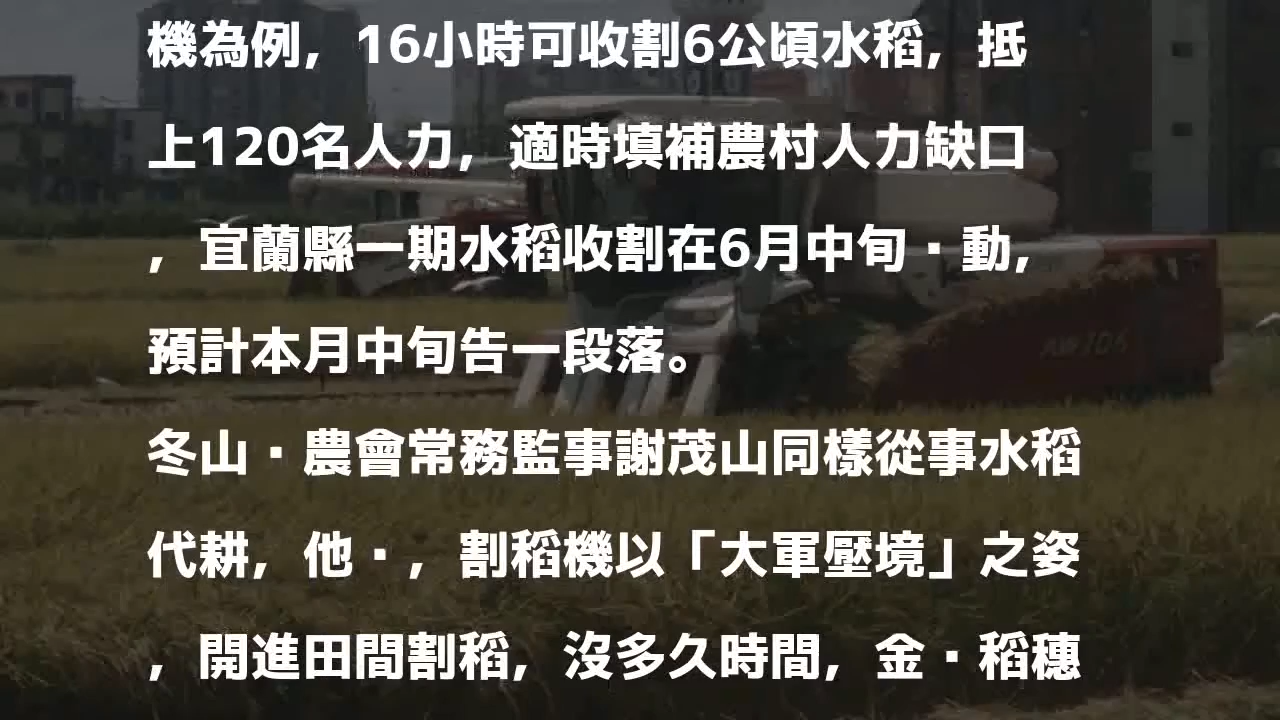 機為例，16小時可收割6公頃水稻，抵
上120名人力，適時填補農村人力缺口
，宜蘭縣一期水稻收割在6月中旬·動，
預計本月中旬告一段落。
冬山·農會常務監事謝茂山同樣從事水稻
代耕，他·，割稻機以「大軍壓境」之姿
，開進田間割稻，沒多久時間，金·稻穗